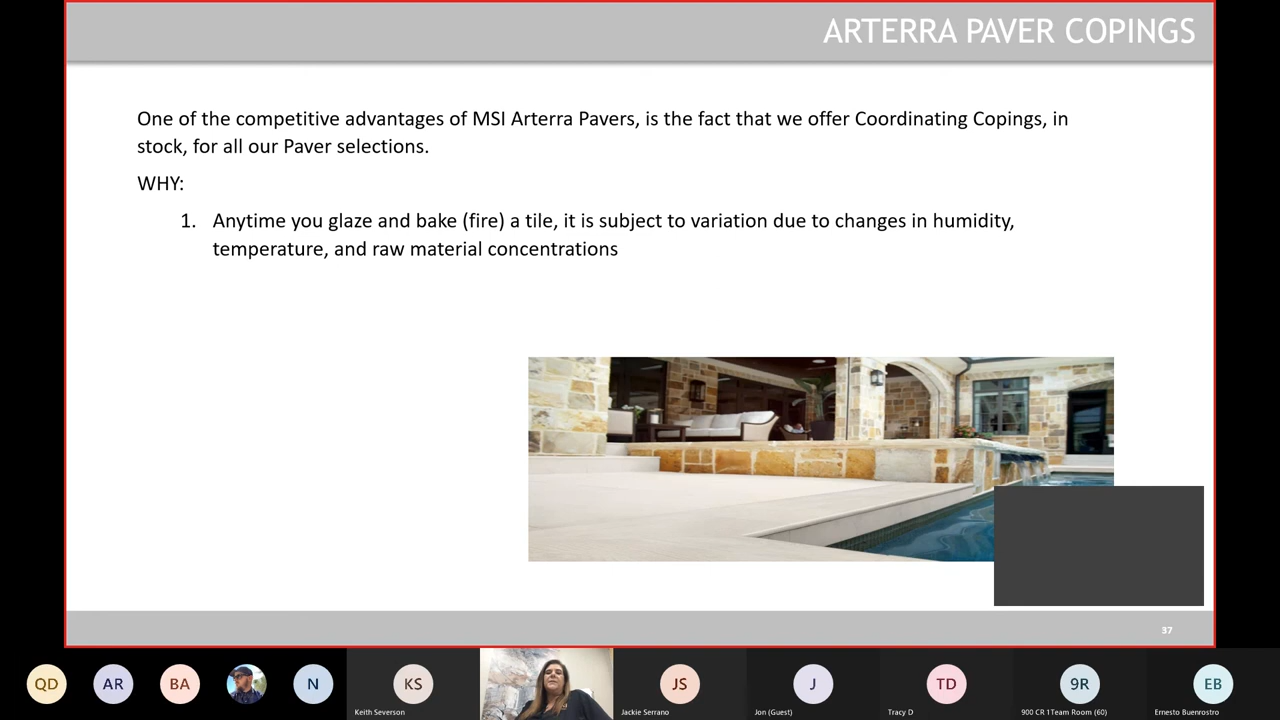 ARTERRA PAVER COPINGS
One of the competitive advantages of MSI Arterra Pavers, is the fact that we offer Coordinating Copings, in
stock, for all our Paver selections.
WHY:
1. Anytime you glaze and bake (fire) a tile, it is subject to variation due to changes in humidity,
temperature, and raw material concentrations
37
QD
AR
BA
N
KS
JS
J
TD
9R
EB
Keith Severson
Jackie Serrano
Jon (Guest)
Tracy D
900 CR 1Team Room (60)
Ernesto Buenrostro